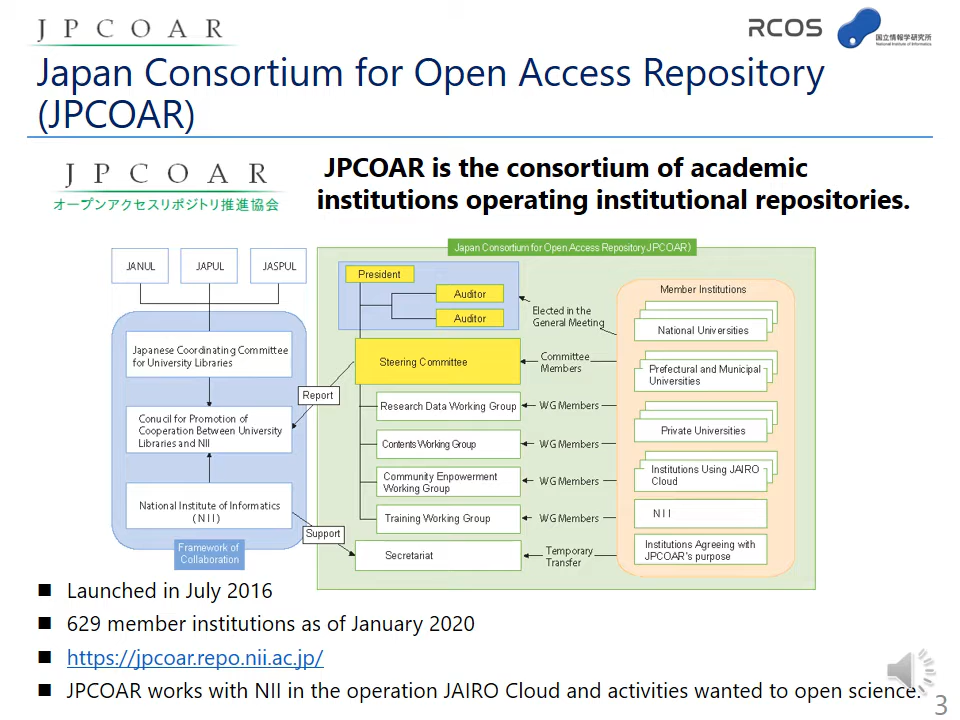 J P C O A R
RCOS
国立情報学研究所
National Institute of Informatics
Japan Consortium for Open Access Repository
(JPCOAR)
J P C O A R
オープンアクセスリポジトリ推進協会
JPCOAR is the consortium of academic
institutions operating institutional repositories.
JANUL
JAPUL
JASPUL
Japanese Coordinating Committee
for University Libraries
Conucil for Promotion of
Cooperation Between University
Libraries and NII
National Institute of Informatics
(NII)
Framework of
Collaboration
Report
Support
Japan Consortium for Open Access Repository JPCOAR)
President
Auditor
Auditor
Steering Committee
Research Data Working Group
Contents Working Group
Community Enpowerment
Working Group
Training Working Group
Secretariat
Elected in the
General Meeting
Committee
Members
WG Members
WG Members
WG Members
WG Members
Temporary
Transfer
Member Institutions
National Universities
Prefectural and Municipal
Universities
Private Universities
Institutions Using JAIRO
Cloud
NII
Institutions Agreeing with
JPCOAR's purpose
■ Launched in July 2016
■ 629 member institutions as of January 2020
■ https://jpcoar.repo.nii.ac.jp/
■ JPCOAR works with NII in the operation JAIRO Cloud and activities wanted to open science.
3